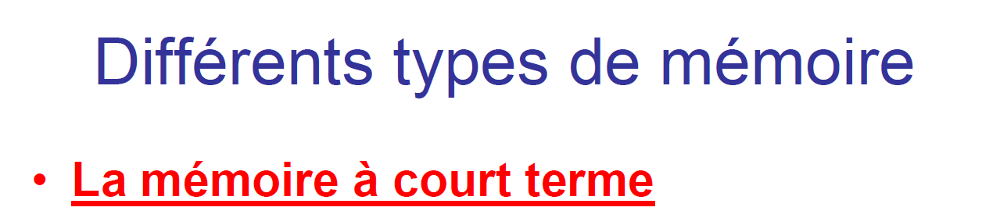 Différents types de mémoire
• La mémoire à court terme